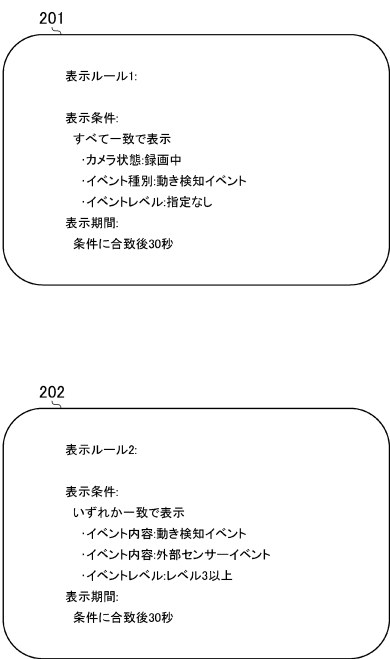 201
表示ルール1:
表示条件:
すべて一致で表示
・カメラ状態:録画中
・イベント種別:動き検知イベント
・イベントレベル:指定なし
表示期間:
条件に合致後30秒
202
表示ルール2:
表示条件:
いずれか一致で表示
・イベント内容:動き検知イベント
・イベント内容:外部センサーイベント
・イベントレベル:レベル3以上
表示期間:
条件に合致後30秒